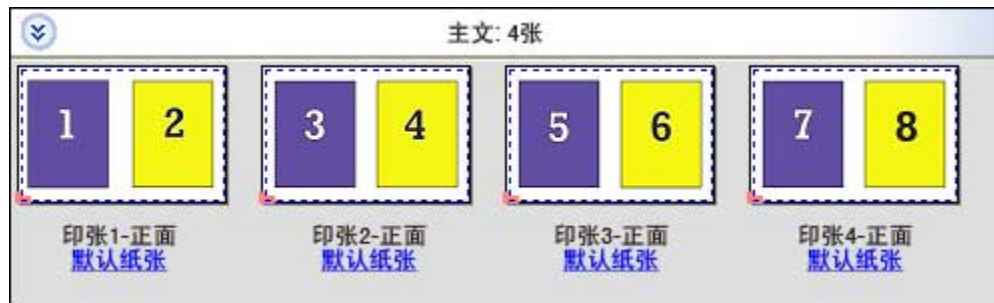 主文: 4张
1 2 3 4 5 6 7 8
印张1-正面 印张2-正面 印张3-正面 印张4-正面
默认纸张 默认纸张 默认纸张 默认纸张